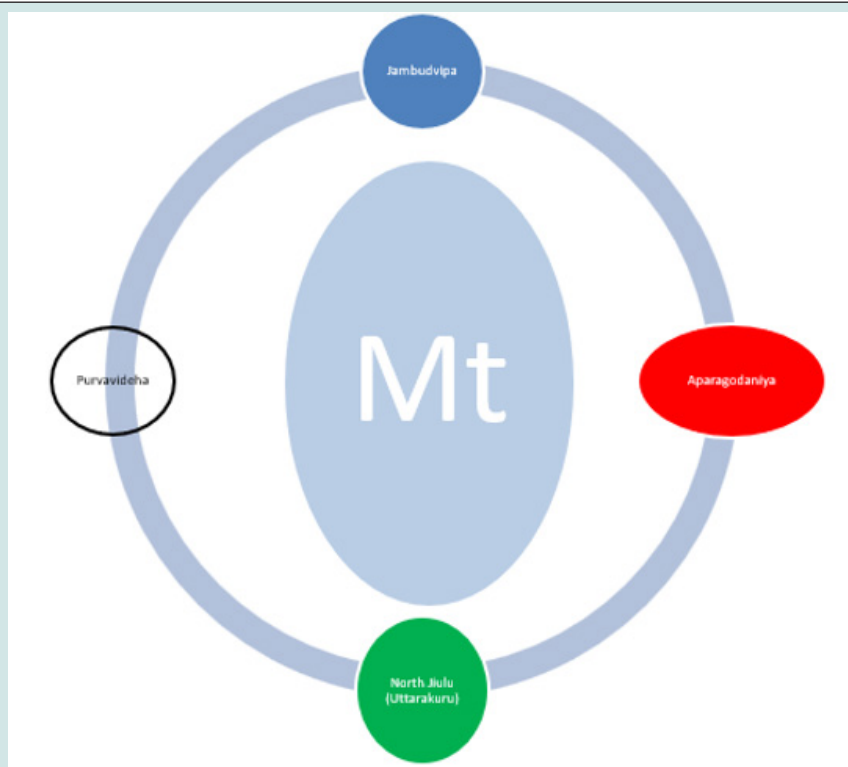 Jambudvipa
Purvavideha
Mt
Aparagodaniya
North Jiulu
(Uttarakuru)